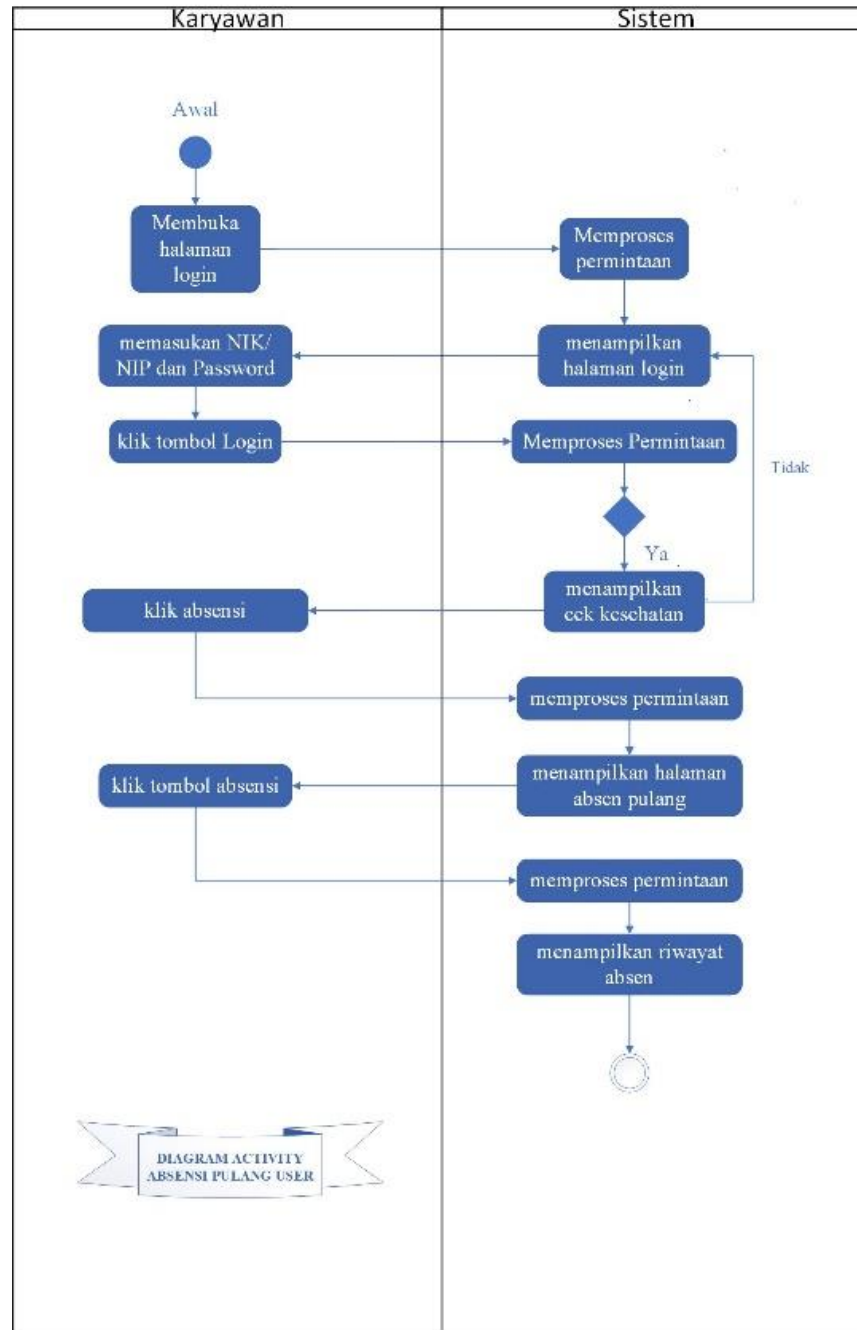 Karyawan
Sistem
Awal
Membuka
halaman
login
Memproses
permintaan
memasukan NIK/
NIP dan Password
menampilkan
halaman login
klik tombol Login
Memproses Permintaan
Tidak
Ya
menampilkan
cek kesehatan
klik absensi
memproses permintaan
klik tombol absensi
menampilkan halaman
absen pulang
memproses permintaan
menampilkan riwayat
absen
DIAGRAM ACTIVITY
ABSENSI PULANG USER